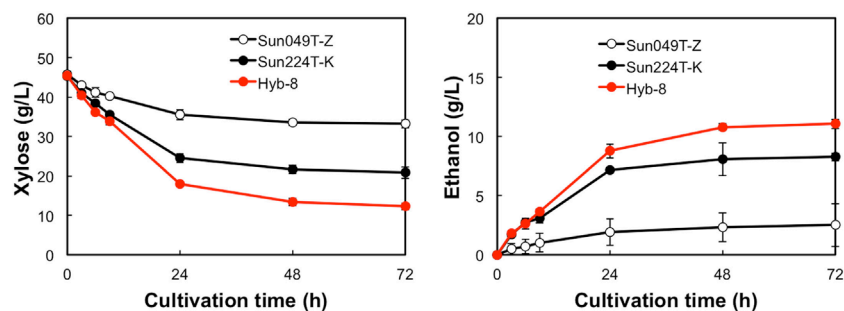 60
50
40
30
20
10
0
Xylose (g/L)
Sun049T-Z
Sun224T-K
Hyb-8
0 24 48 72
Cultivation time (h)
20
15
10
5
0
Ethanol (g/L)
Sun049T-Z
Sun224T-K
Hyb-8
0 24 48 72
Cultivation time (h)